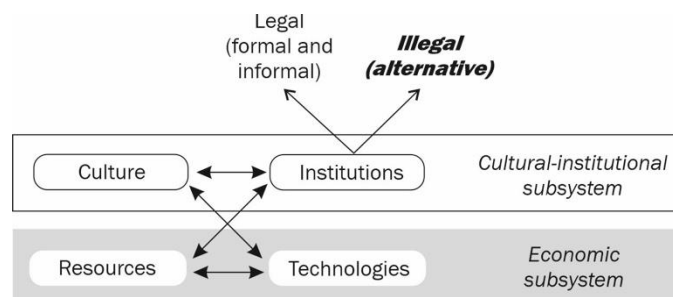 Legal
(formal and
informal)
Illegal
(alternative)
Culture
Institutions
Cultural-institutional
subsystem
Resources
Technologies
Economic
subsystem